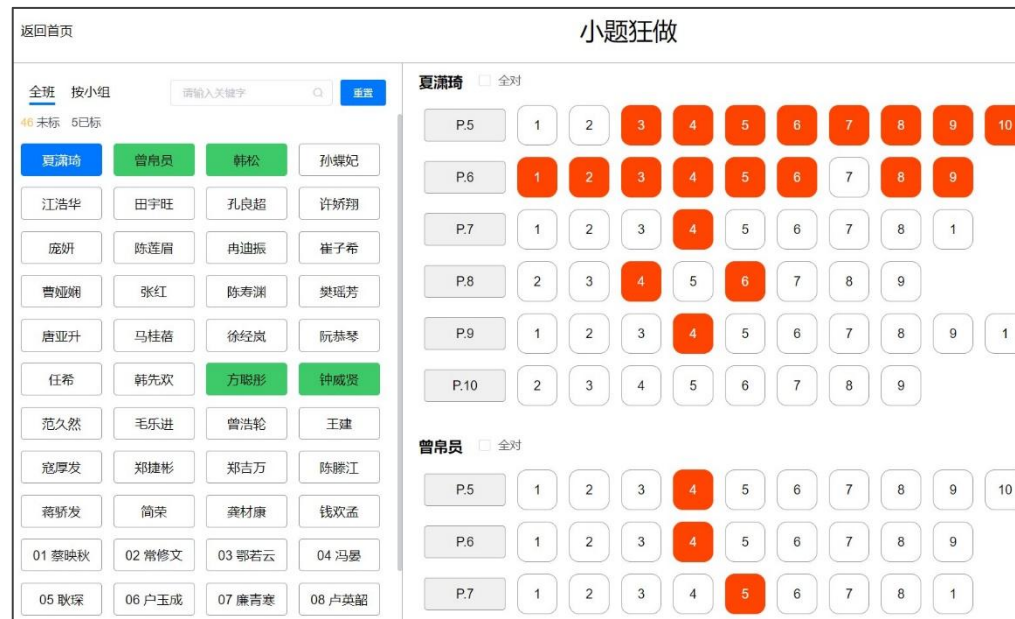 返回首页
小题狂做
全班 按小组 请输入关键字 重置
46 未标 5已标
夏潇琦 曾帛员 韩松 孙蝶妃
江浩华 田宇旺 孔良超 许娇翔
庞妍 陈莲眉 冉迪振 崔子希
曹娅娴 张红 陈寿渊 樊瑶芳
唐亚升 马桂蓓 徐经岚 阮恭琴
任希 韩先欢 方聪彤 钟威贤
范久然 毛乐进 曾浩轮 王建
寇厚发 郑捷彬 郑吉万 陈滕江
蒋骄发 简荣 龚材康 钱欢孟
01 蔡映秋 02 常修文 03 鄂若云 04 冯晏
05 耿琛 06 户玉成 07 廉青寒 08 卢英韶
夏潇琦 全对
P.5 1 2 3 4 5 6 7 8 9 10
P.6 1 2 3 4 5 6 7 8 9
P.7 1 2 3 4 5 6 7 8 1
P.8 2 3 4 5 6 7 8 9
P.9 1 2 3 4 5 6 7 8 9 1
P.10 2 3 4 5 6 7 8 9
曾帛员 全对
P.5 1 2 3 4 5 6 7 8 9 10
P.6 1 2 3 4 5 6 7 8 9
P.7 1 2 3 4 5 6 7 8 1